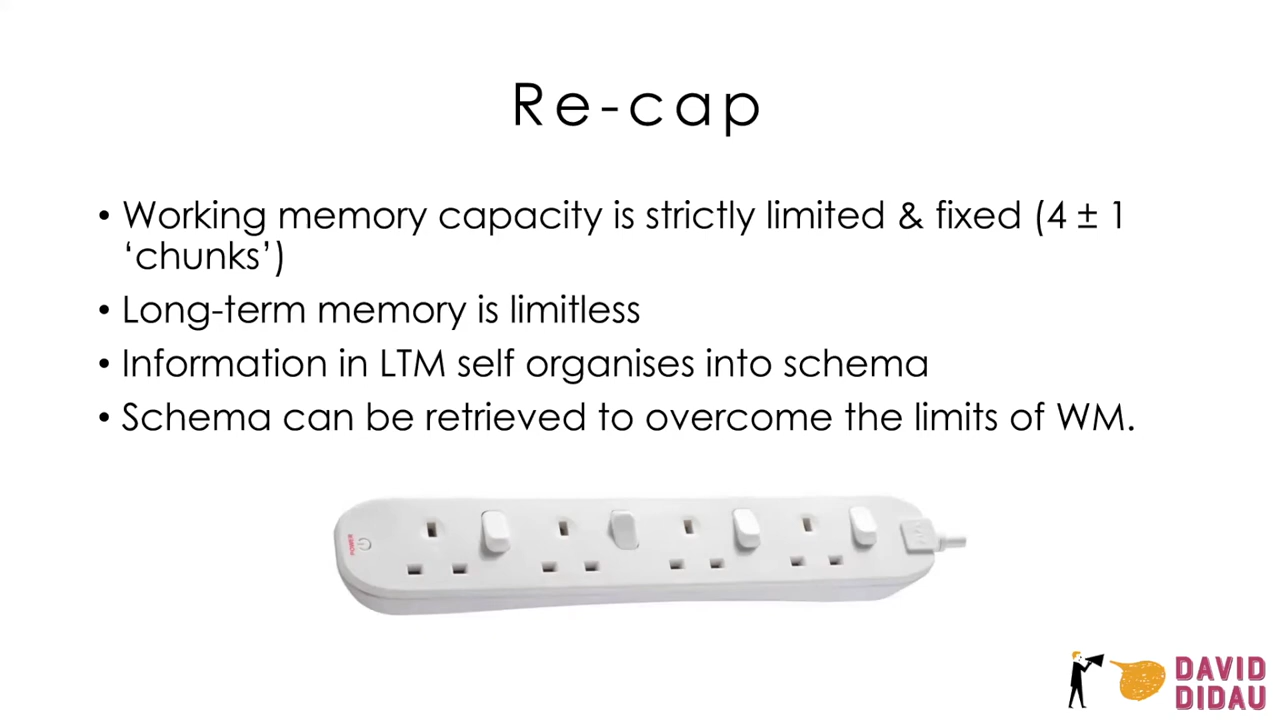 Re-cap
• Working memory capacity is strictly limited & fixed (4 ± 1
‘chunks’)
• Long-term memory is limitless
• Information in LTM self organises into schema
• Schema can be retrieved to overcome the limits of WM.
POWER
DAVID
DIDAU